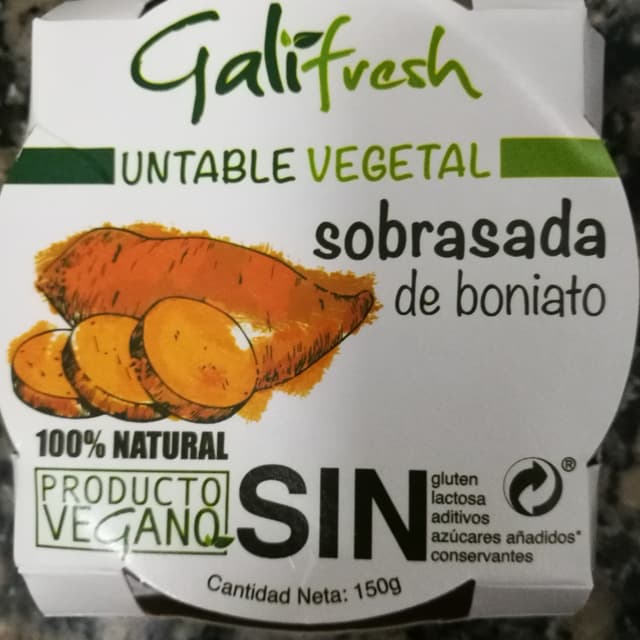 Galifresh
UNTABLE VEGETAL
sobrasada
de boniato
100% NATURAL
PRODUCTO
VEGANO
SIN
gluten
lactosa
aditivos
azúcares añadidos*
conservantes
®
Cantidad Neta: 150g